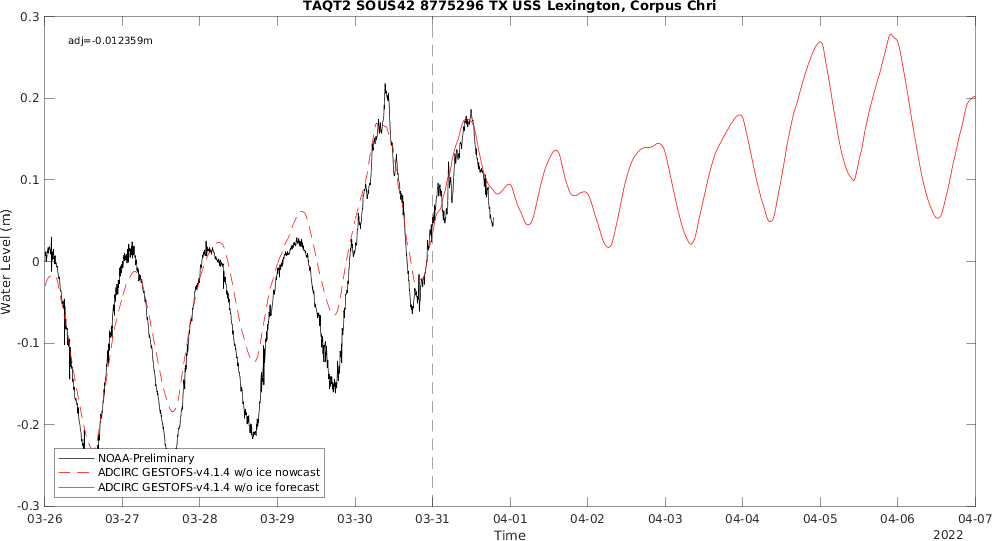 TAQT2 SOUS42 8775296 TX USS Lexington, Corpus Chri
adj=-0.012359m
0.3
0.2
0.1
0
-0.1
-0.2
-0.3
Water Level (m)
NOAA-Preliminary
ADCIRC GESTOFS-v4.1.4 w/o ice nowcast
ADCIRC GESTOFS-v4.1.4 w/o ice forecast
03-26 03-27 03-28 03-29 03-30 03-31 04-01 04-02 04-03 04-04 04-05 04-06 04-07
Time
2022